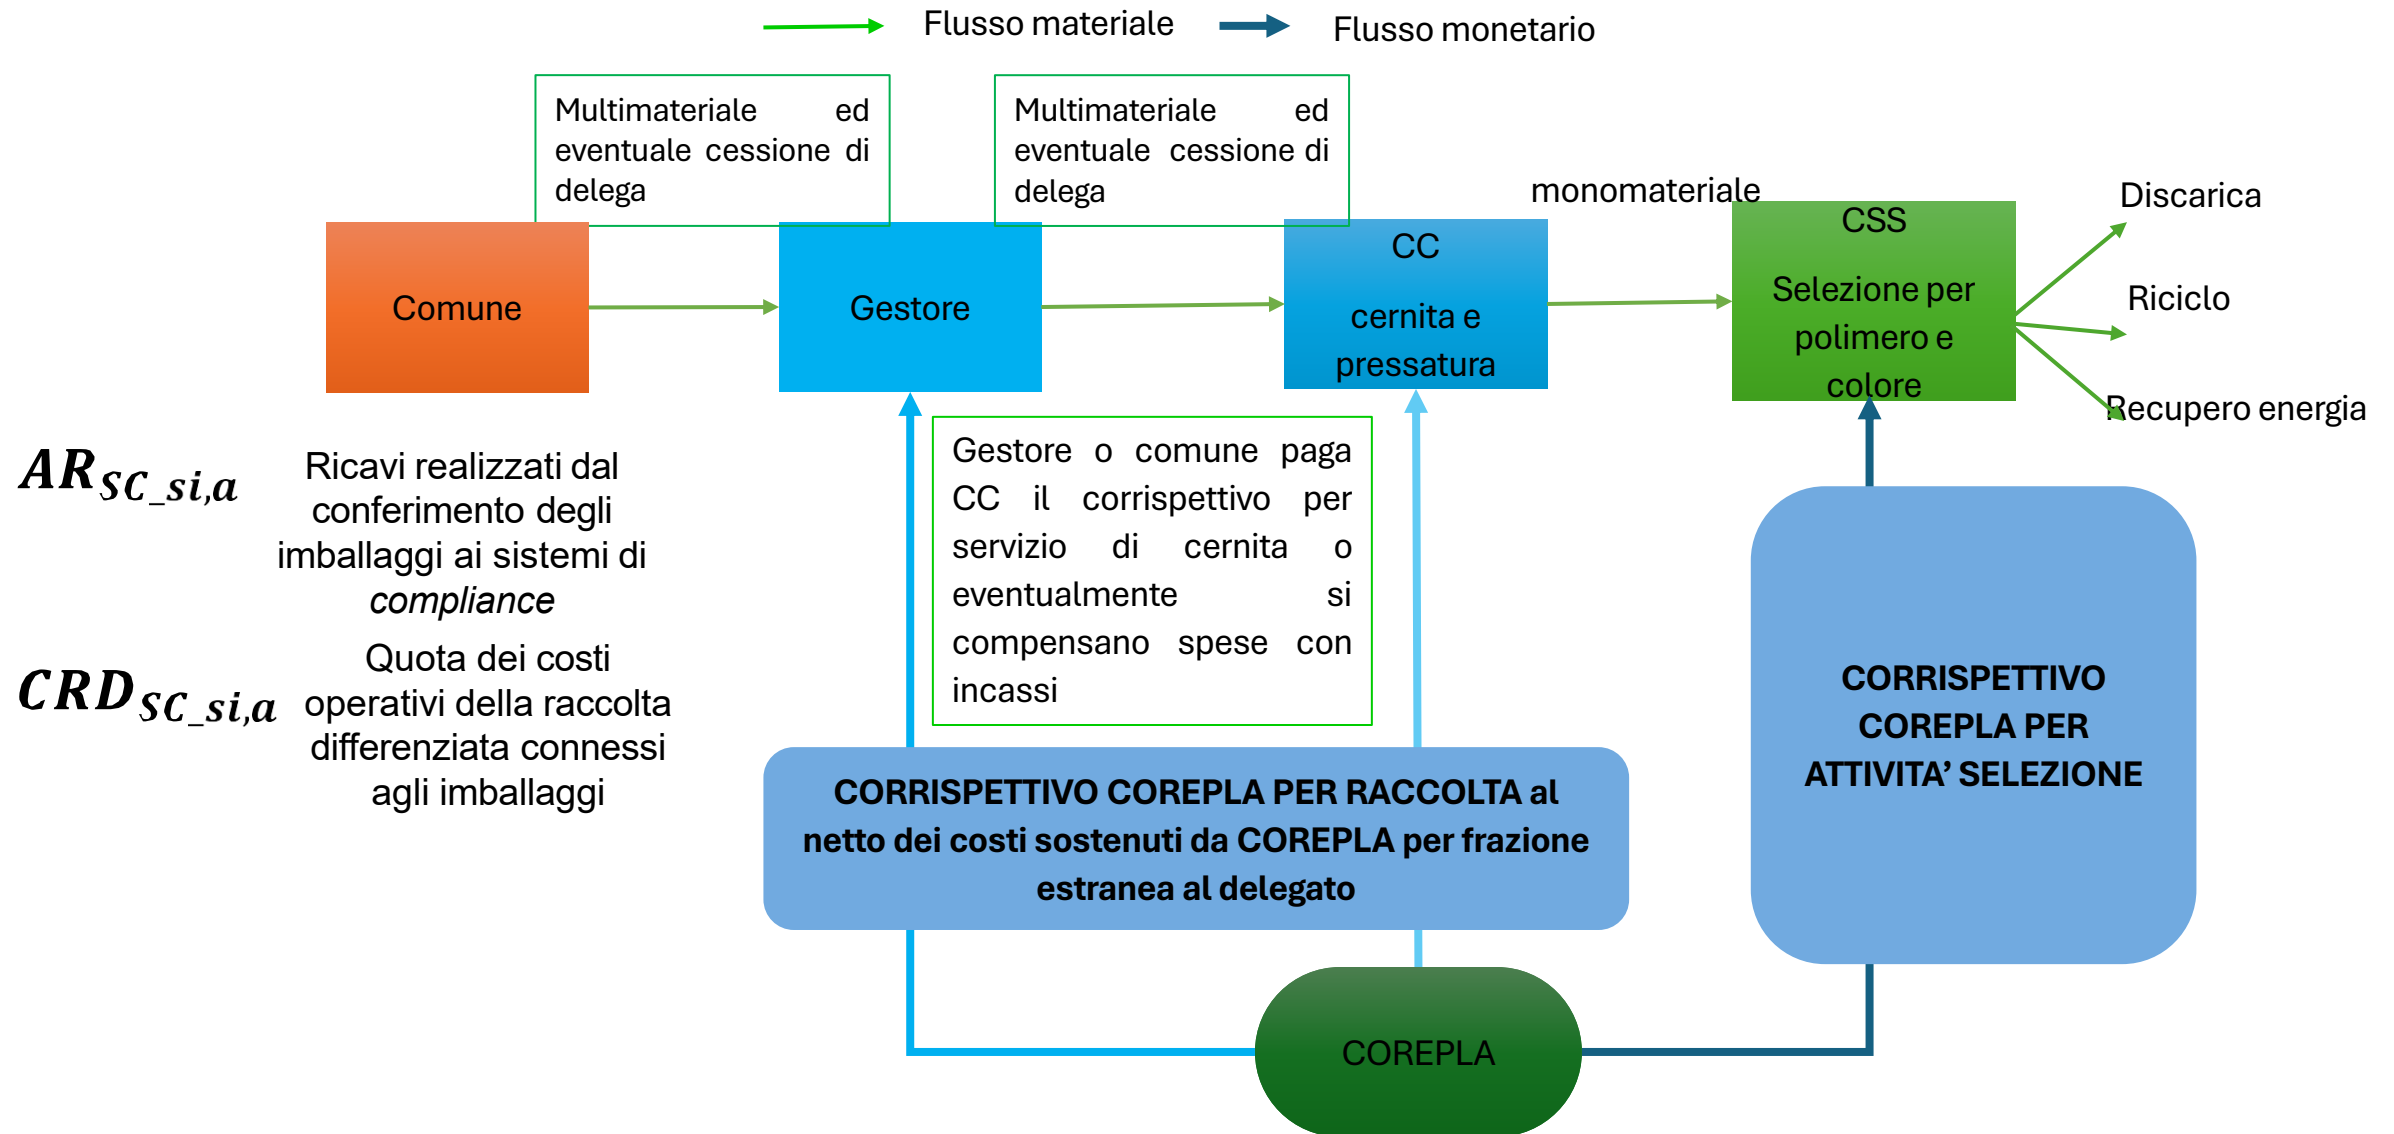 Flusso materiale
Flusso monetario
Multimateriale ed
eventuale cessione di
delega
Multimateriale ed
eventuale cessione di
delega
monomateriale
Comune
Gestore
CC
cernita e
pressatura
CSS
Selezione per
polimero e
colore
Discarica
Riciclo
Recupero energia
AR_SC_si,a
Ricavi realizzati dal
conferimento degli
imballaggi ai sistemi di
compliance
CRD_SC_si,a
Quota dei costi
operativi della raccolta
differenziata connessi
agli imballaggi
Gestore o comune paga
CC il corrispettivo per
servizio di cernita o
eventualmente si
compensano spese con
incassi
CORRISPETTIVO COREPLA PER RACCOLTA al
netto dei costi sostenuti da COREPLA per frazione
estranea al delegato
CORRISPETTIVO
COREPLA PER
ATTIVITA’ SELEZIONE
COREPLA